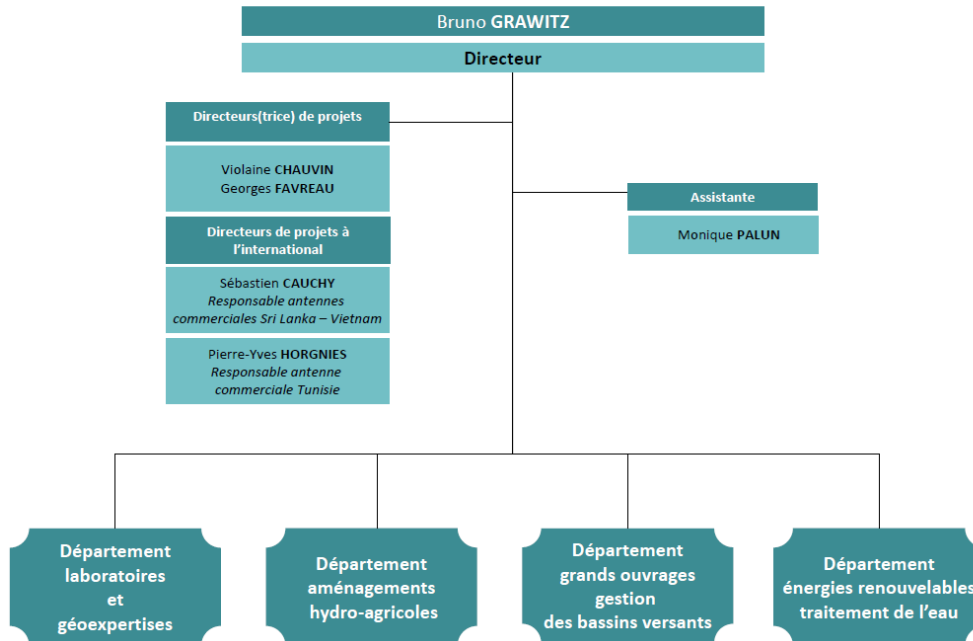 Bruno GRAWITZ
Directeur
Directeurs(trice) de projets
Violaine CHAUVIN
Georges FAVREAU
Directeurs de projets à
l'international
Sébastien CAUCHY
Responsable antennes
commerciales Sri Lanka – Vietnam
Pierre-Yves HORGNIES
Responsable antenne
commerciale Tunisie
Assistante
Monique PALUN
Département
laboratoires
et
géoexpertises
Département
aménagements
hydro-agricoles
Département
grands ouvrages
gestion
des bassins versants
Département
énergies renouvelables
traitement de l'eau